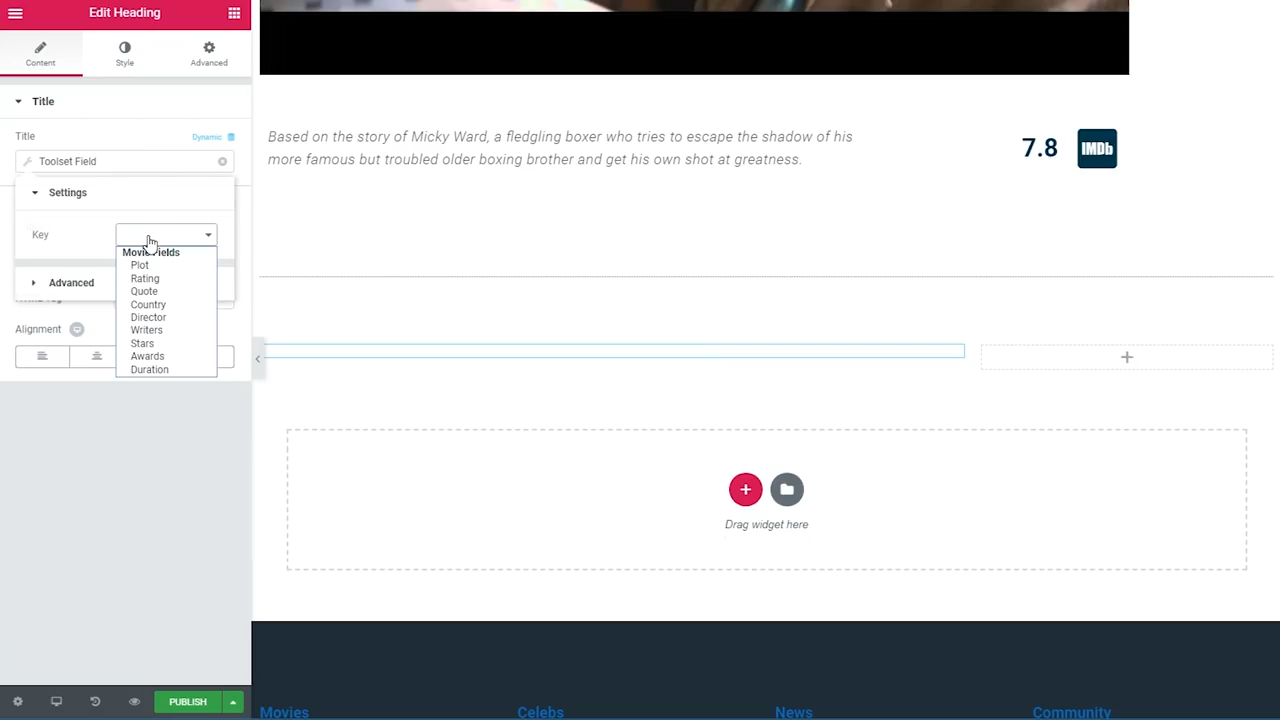 Edit Heading
Content
Style
Advanced
Title
Title
Dynamic
Toolset Field
Settings
Key
Movie Fields
Plot
Rating
Quote
Country
Director
Writers
Stars
Awards
Duration
Advanced
Alignment
PUBLISH
Based on the story of Micky Ward, a fledgling boxer who tries to escape the shadow of his
more famous but troubled older boxing brother and get his own shot at greatness.
7.8
IMDb
Drag widget here
Movies
Celebs
News
Community